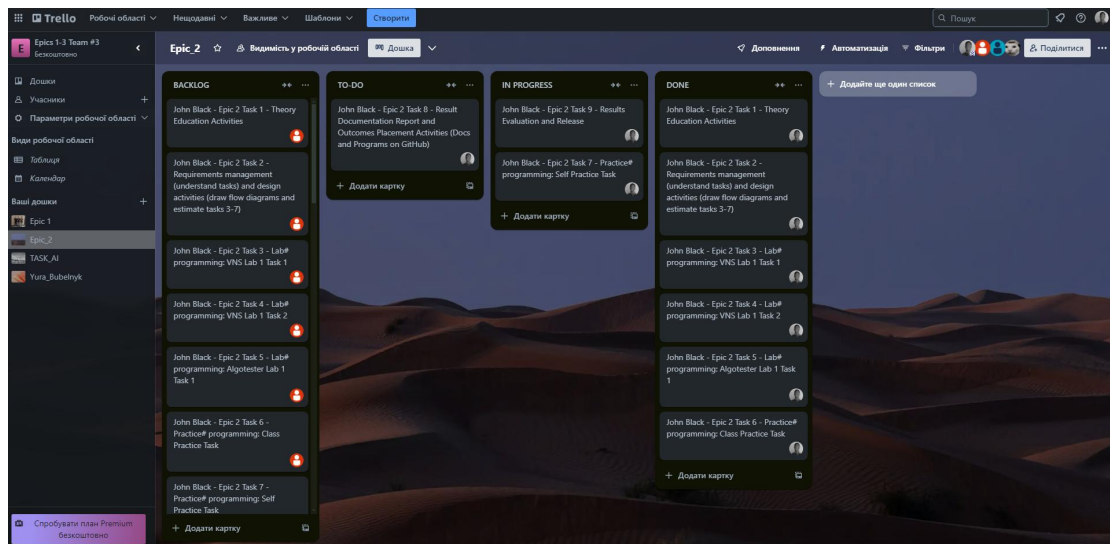 Trello
Робочі області
Нещодавні
Важливе
Шаблони
Створити
Пошук
E
Epics 1-3 Team #3
Безкоштовно
Epic_2
Видимість у робочій області
Дошка
Доповнення
Автоматизація
Фільтри
Поділитися
Дошки
Учасники
Параметри робочої області
Види робочої області
Таблиця
Календар
Ваші дошки
Epic 1
Epic_2
TASK_AI
Yura_Bubelnyk
Спробувати план Premium
безкоштовно
BACKLOG
John Black - Epic 2 Task 1 - Theory
Education Activities
John Black - Epic 2 Task 2 -
Requirements management
(understand tasks) and design
activities (draw flow diagrams and
estimate tasks 3-7)
John Black - Epic 2 Task 3 - Lab#
programming: VNS Lab 1 Task 1
John Black - Epic 2 Task 4 - Lab#
programming: VNS Lab 1 Task 2
John Black - Epic 2 Task 5 - Lab#
programming: Algotester Lab 1
Task 1
John Black - Epic 2 Task 6 -
Practice# programming: Class
Practice Task
John Black - Epic 2 Task 7 -
Practice# programming: Self
Practice Task
+ Додати картку
TO-DO
John Black - Epic 2 Task 8 - Result
Documentation Report and
Outcomes Placement Activities (Docs
and Programs on GitHub)
+ Додати картку
IN PROGRESS
John Black - Epic 2 Task 9 - Results
Evaluation and Release
John Black - Epic 2 Task 7 - Practice#
programming: Self Practice Task
+ Додати картку
DONE
John Black - Epic 2 Task 1 - Theory
Education Activities
John Black - Epic 2 Task 2 -
Requirements management
(understand tasks) and design
activities (draw flow diagrams and
estimate tasks 3-7)
John Black - Epic 2 Task 3 - Lab#
programming: VNS Lab 1 Task 1
John Black - Epic 2 Task 4 - Lab#
programming: VNS Lab 1 Task 2
John Black - Epic 2 Task 5 - Lab#
programming: Algotester Lab 1 Task
1
John Black - Epic 2 Task 6 - Practice#
programming: Class Practice Task
+ Додати картку
+ Додайте ще один список